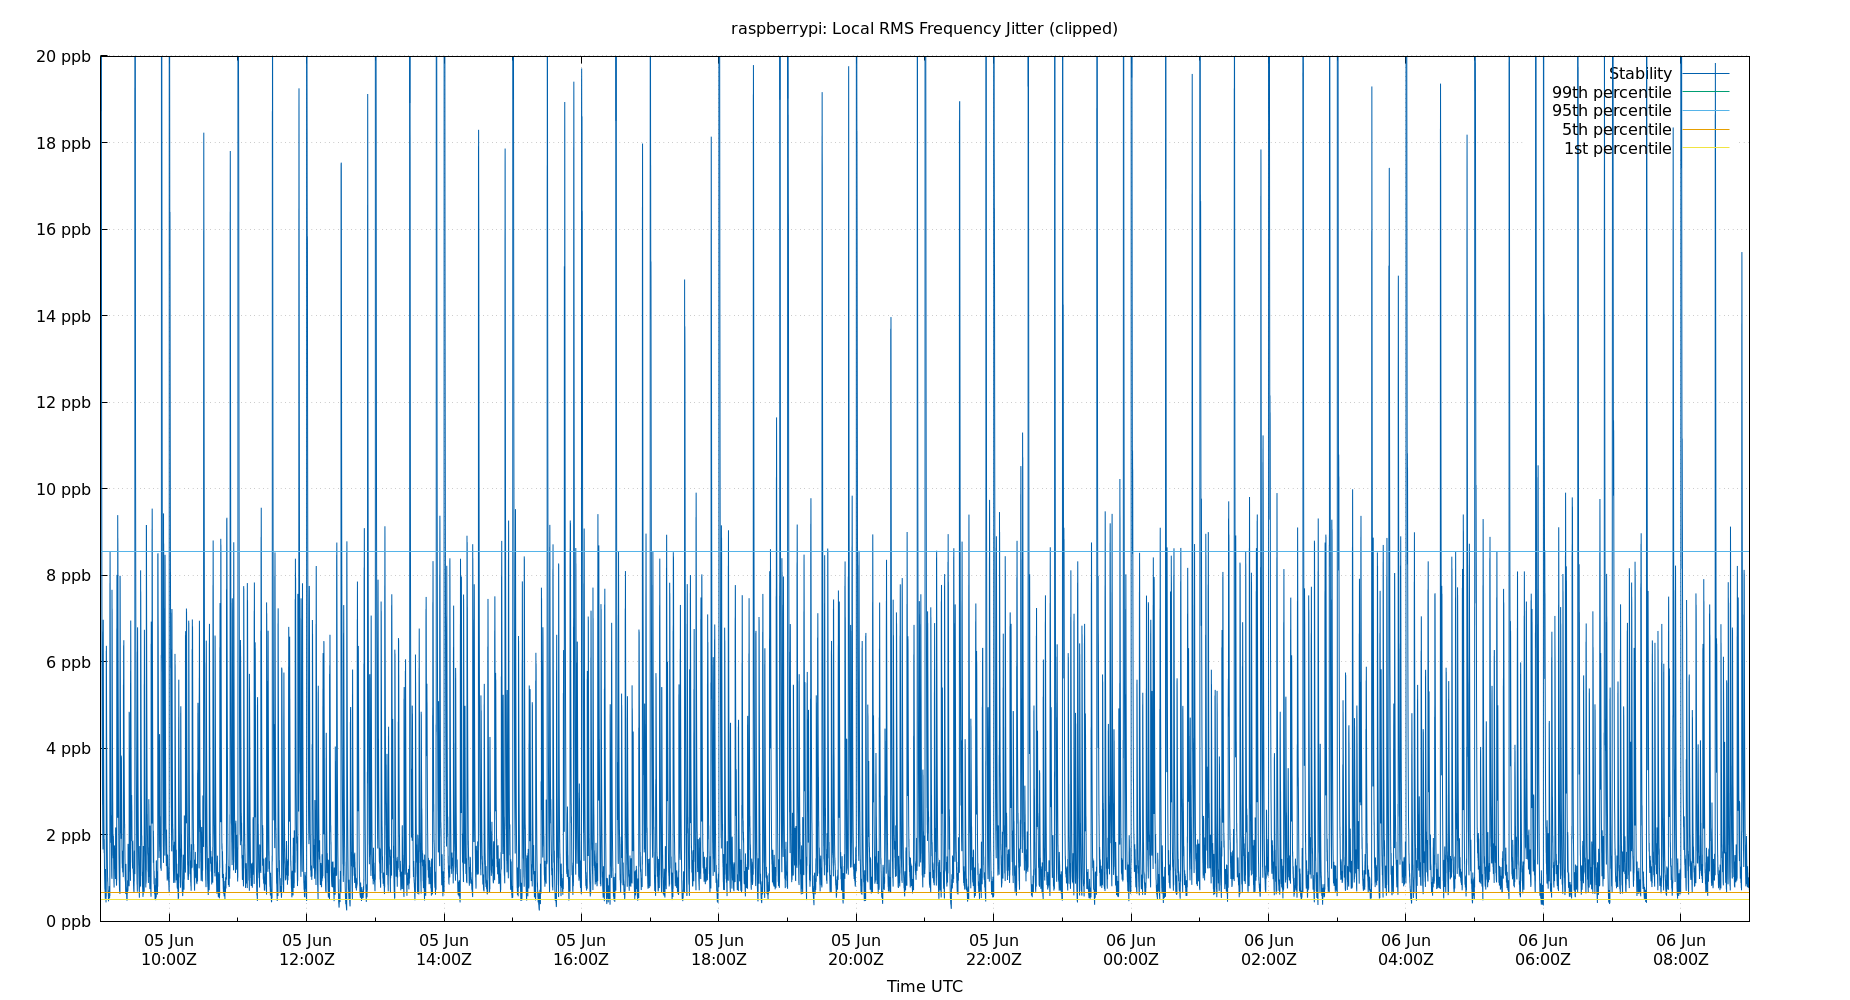 raspberrypi: Local RMS Frequency Jitter (clipped)
20 ppb
18 ppb
16 ppb
14 ppb
12 ppb
10 ppb
8 ppb
6 ppb
4 ppb
2 ppb
0 ppb
Stability
99th percentile
95th percentile
5th percentile
1st percentile
05 Jun 05 Jun 05 Jun 05 Jun 05 Jun 05 Jun 05 Jun 06 Jun 06 Jun 06 Jun 06 Jun 06 Jun
10:00Z 12:00Z 14:00Z 16:00Z 18:00Z 20:00Z 22:00Z 00:00Z 02:00Z 04:00Z 06:00Z 08:00Z
Time UTC